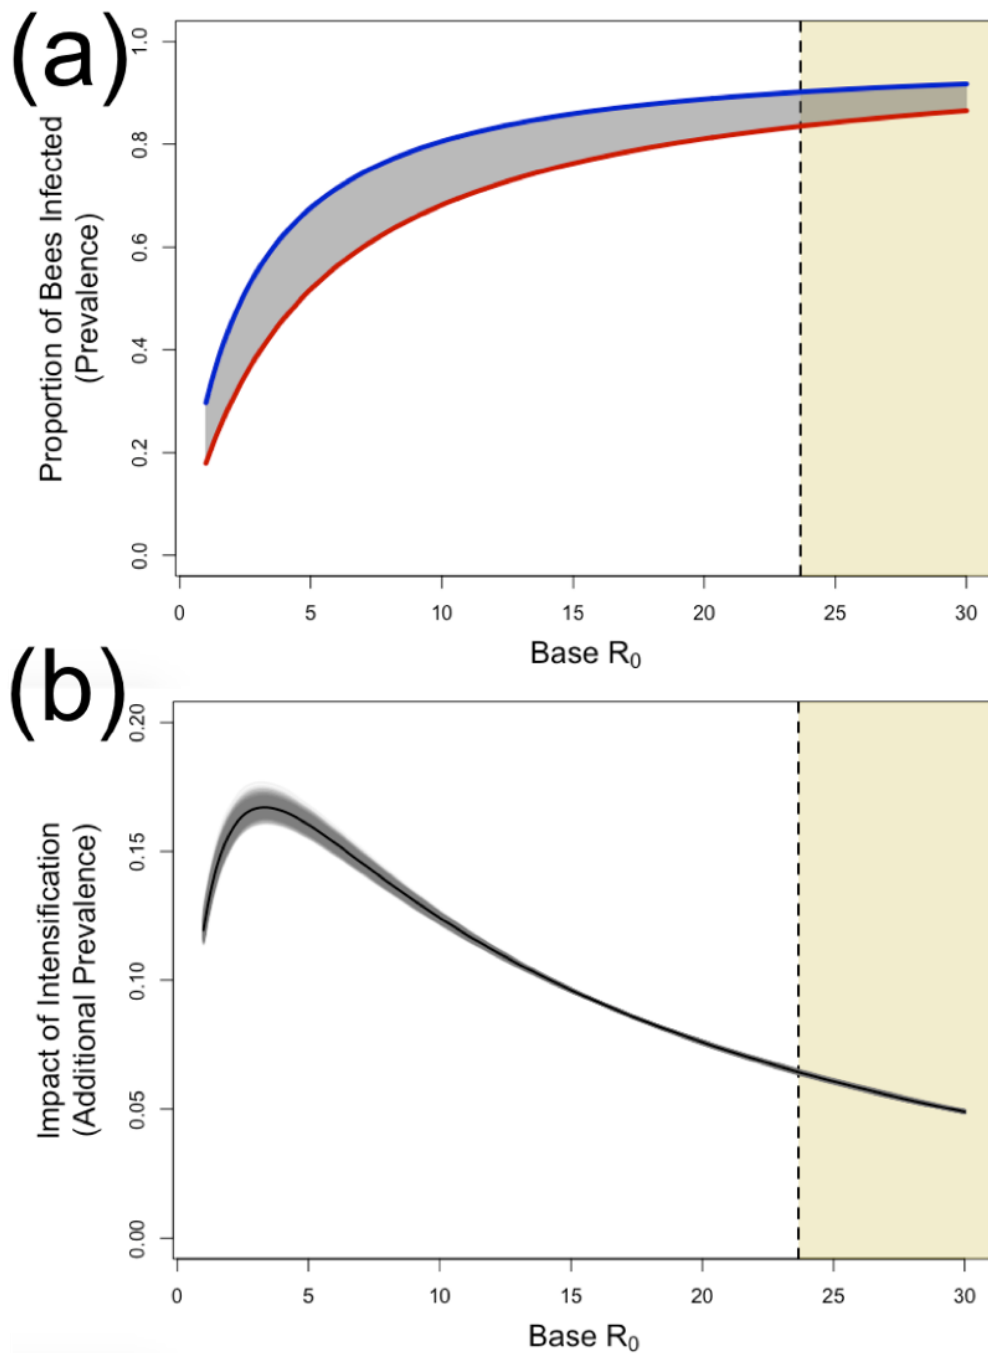 (a)
Proportion of Bees Infected
(Prevalence)
1.0
0.8
0.6
0.4
0.2
0.0
0 5 10 15 20 25 30
Base R₀
(b)
Impact of Intensification
(Additional Prevalence)
0.20
0.15
0.10
0.05
0.00
0 5 10 15 20 25 30
Base R₀